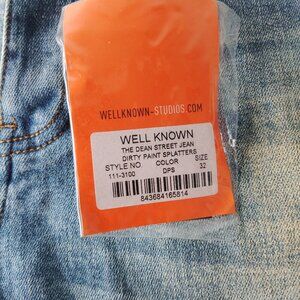 WELLKNOWN-STUDIOS.COM
WELL KNOWN
THE DEAN STREET JEAN
DIRTY PAINT SPLATTERS
STYLE NO COLOR SIZE
111-3100 DPS 32
843684165814